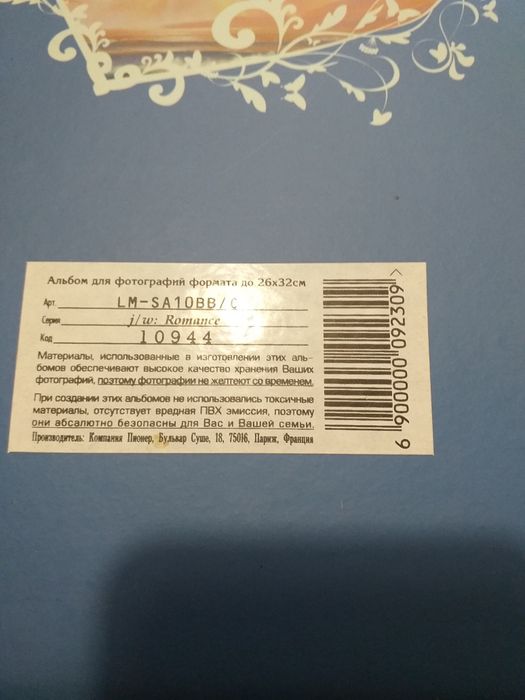 Альбом для фотографий формата до 26х32см
Арт. LM-SA10BB/C
Серия j/w: Romance
Код 10944
Материалы, использованные в изготовлении этих аль-
бомов обеспечивают высокое качество хранения Ваших
фотографий, поэтому фотографии не желтеют со временем.
При создании этих альбомов не использовались токсичные
материалы, отсутствует вредная ПВХ эмиссия, поэтому
они абсалютно безопасны для Вас и Вашей семьи.
Производитель: Компания Пионер, Бульвар Суше, 18, 75016, Париж, Франция
6 900000 092309 >